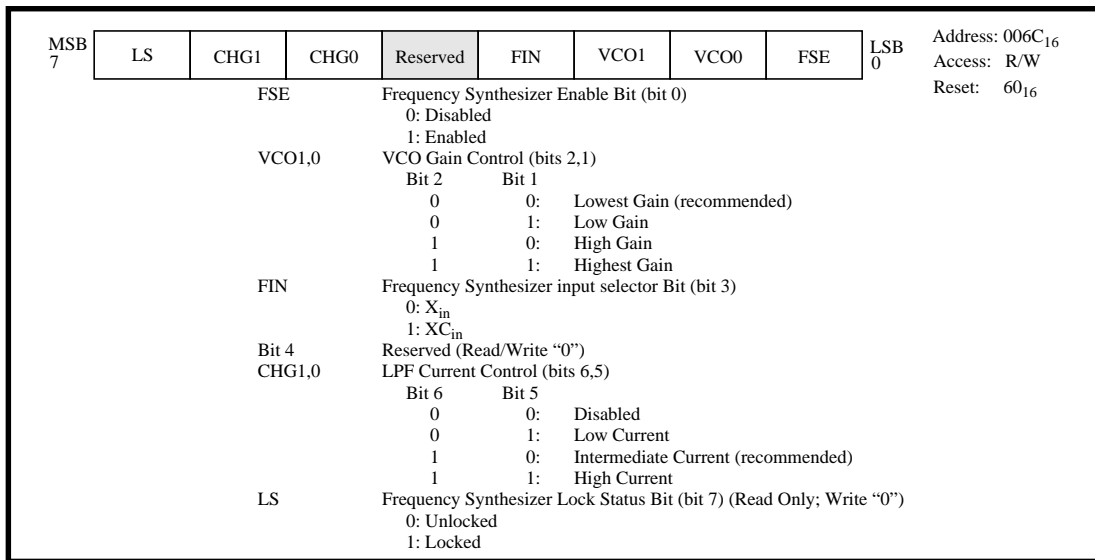 MSB 7 LS CHG1 CHG0 Reserved FIN VCO1 VCO0 FSE LSB 0
Address: 006C16
Access: R/W
Reset: 6016
FSE Frequency Synthesizer Enable Bit (bit 0)
0: Disabled
1: Enabled
VCO1,0 VCO Gain Control (bits 2,1)
Bit 2 Bit 1
0 0: Lowest Gain (recommended)
0 1: Low Gain
1 0: High Gain
1 1: Highest Gain
FIN Frequency Synthesizer input selector Bit (bit 3)
0: Xin
1: XCin
Bit 4 Reserved (Read/Write “0”)
CHG1,0 LPF Current Control (bits 6,5)
Bit 6 Bit 5
0 0: Disabled
0 1: Low Current
1 0: Intermediate Current (recommended)
1 1: High Current
LS Frequency Synthesizer Lock Status Bit (bit 7) (Read Only; Write “0”)
0: Unlocked
1: Locked